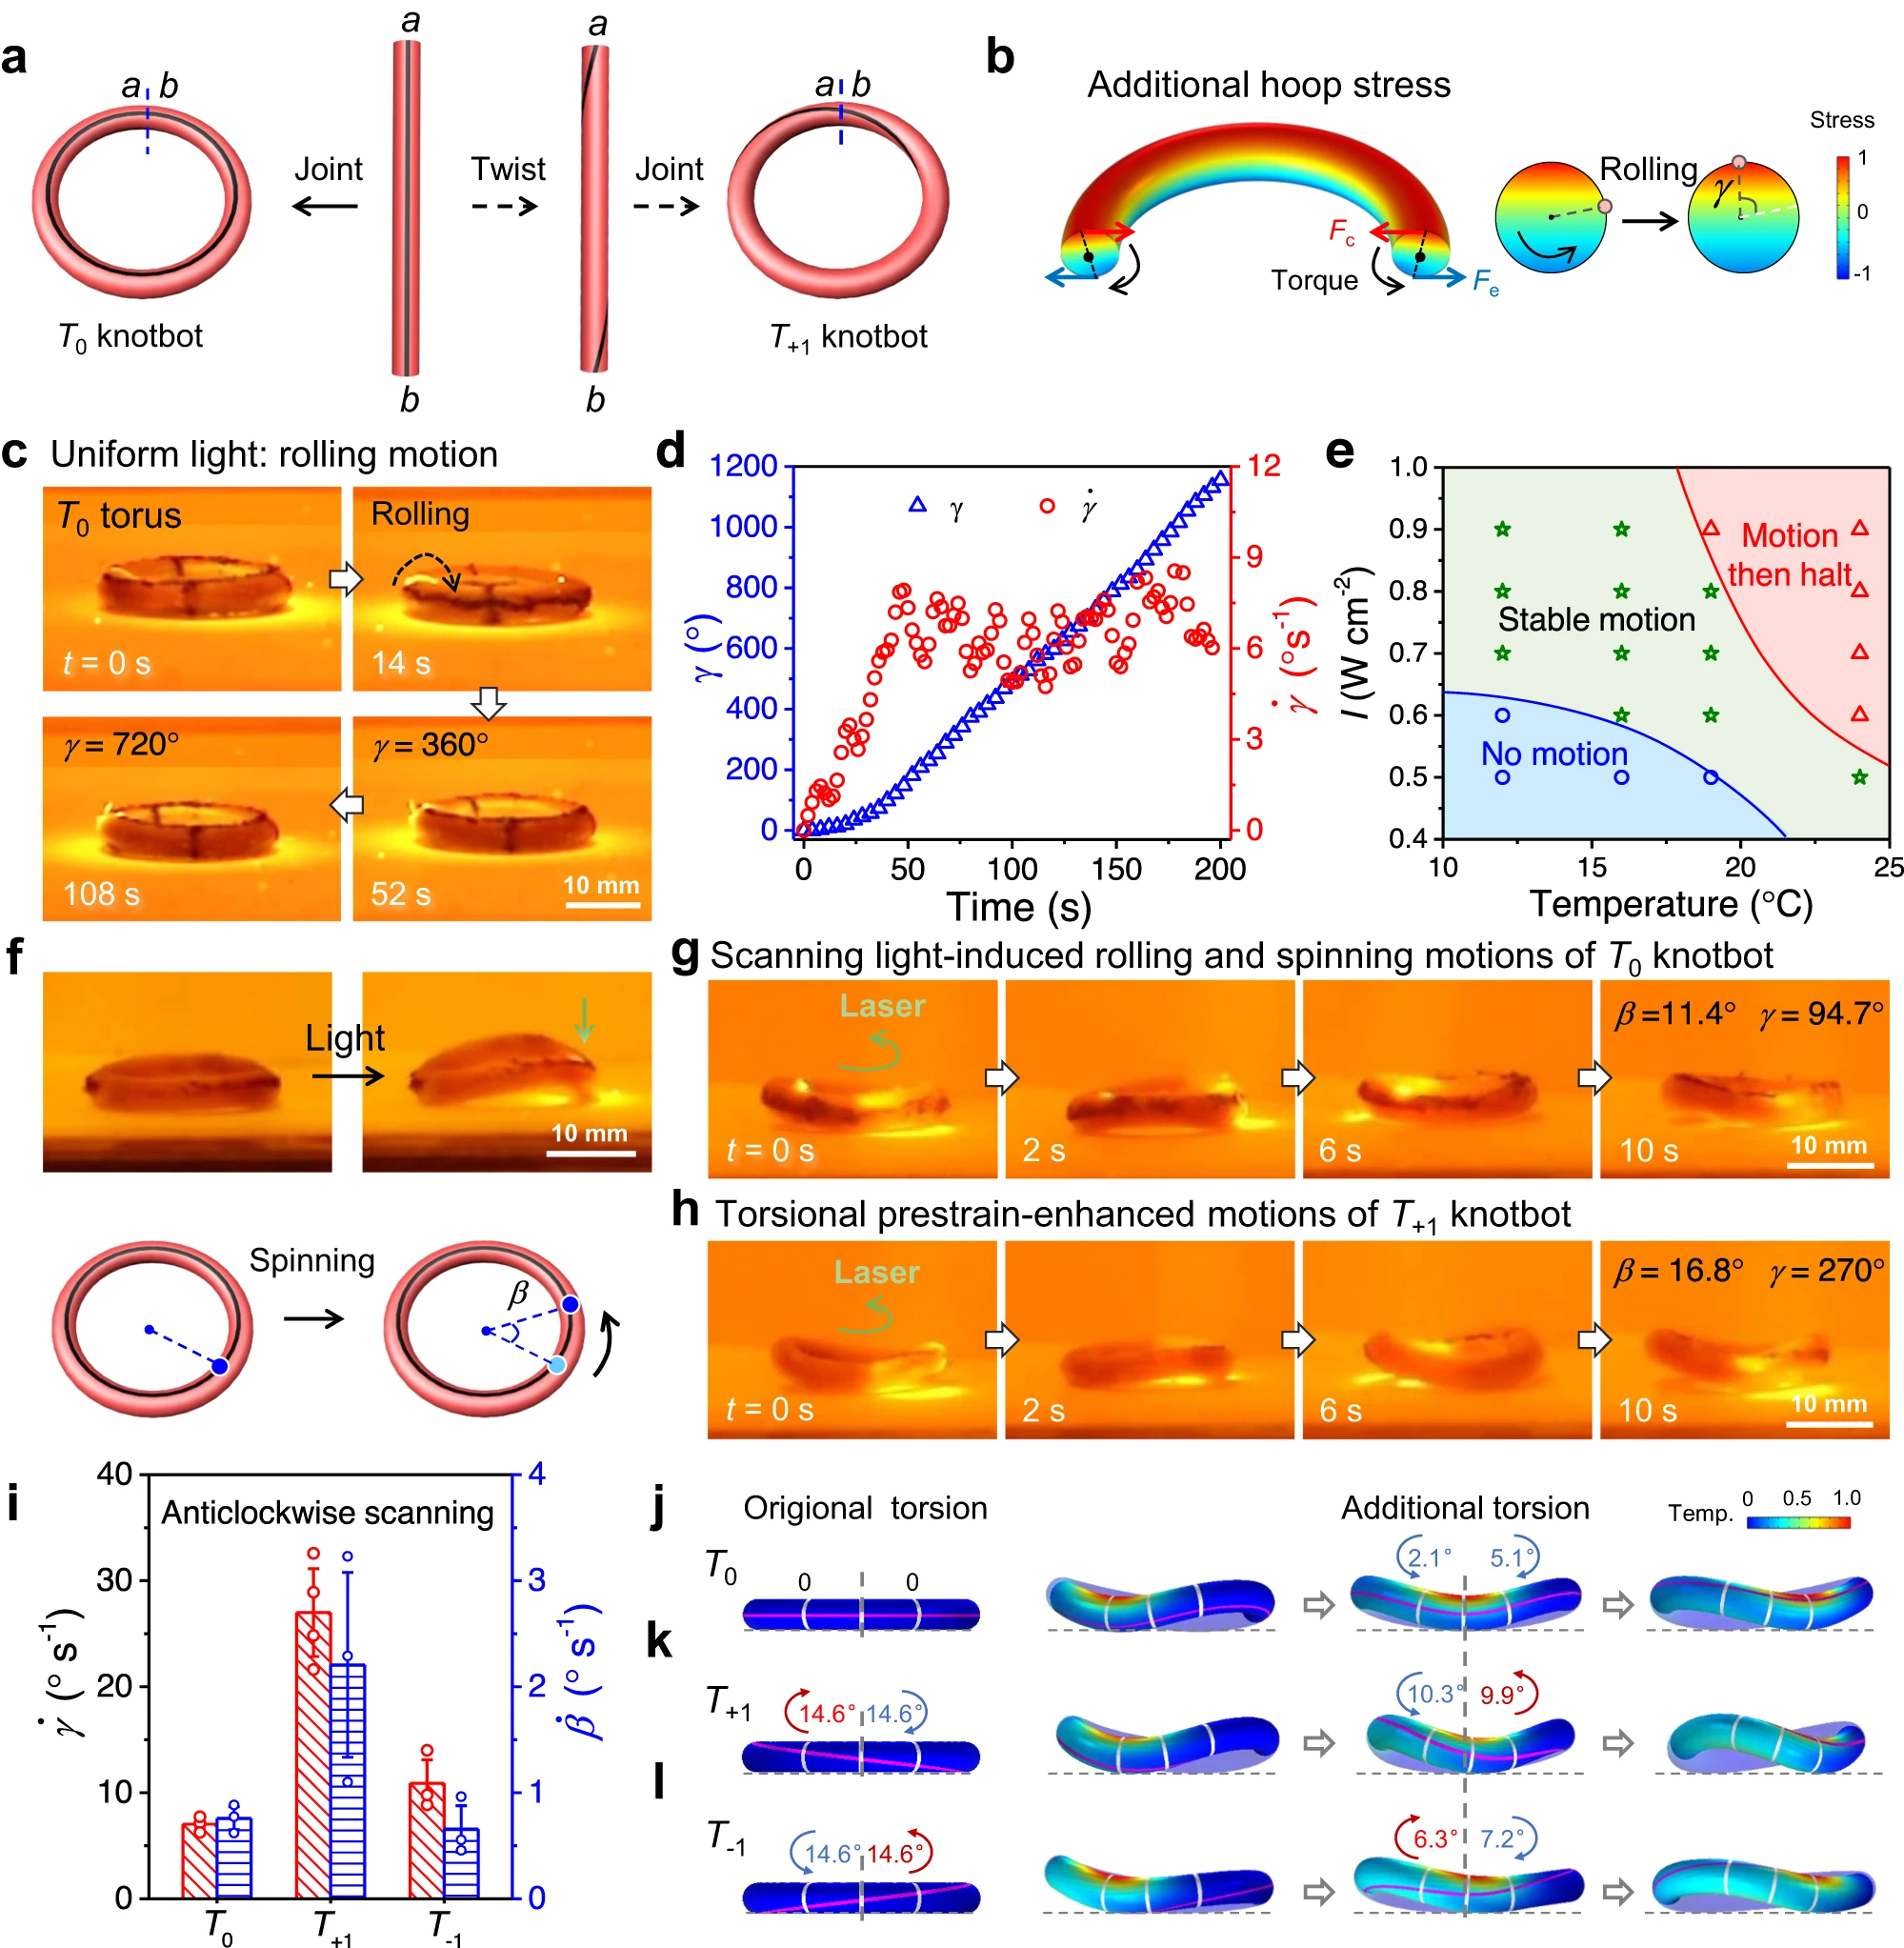 a
a
a
a b
a b
Joint
Twist
Joint
T0 knotbot
b
b
T+1 knotbot
b
Additional hoop stress
Stress
1
0
-1
Rolling
γ
Fc
Torque
Fe
c Uniform light: rolling motion
T0 torus
Rolling
t = 0 s
14 s
γ = 720°
γ = 360°
108 s
52 s
10 mm
d
1200
1000
800
600
400
200
0
γ (°)
γ
γ̇
12
9
6
3
0
γ̇ (°s-1)
0 50 100 150 200
Time (s)
e
1.0
0.9
0.8
0.7
0.6
0.5
0.4
I (W cm-2)
Motion
then halt
Stable motion
No motion
10 15 20 25
Temperature (°C)
f
Light
10 mm
Spinning
β
g Scanning light-induced rolling and spinning motions of T0 knotbot
Laser
β =11.4° γ = 94.7°
t = 0 s
2 s
6 s
10 s
10 mm
h Torsional prestrain-enhanced motions of T+1 knotbot
Laser
β = 16.8° γ = 270°
t = 0 s
2 s
6 s
10 s
10 mm
i
Anticlockwise scanning
40
30
20
10
0
γ̇ (° s-1)
4
3
2
1
0
β̇ (° s-1)
T0 T+1 T-1
j
Origional torsion
Additional torsion
Temp.
0 0.5 1.0
T0
0 0 0
2.1° 5.1°
k
T+1
14.6° 14.6°
10.3° 9.9°
l
T-1
14.6° 14.6°
6.3° 7.2°